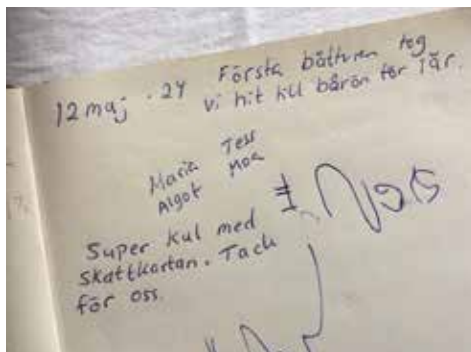 12 maj · 24 Första båtturen tog
vi hit till bårön för i år.
Maria Tess
Algot Moa
Super kul med
skattkartan. Tack
för oss.